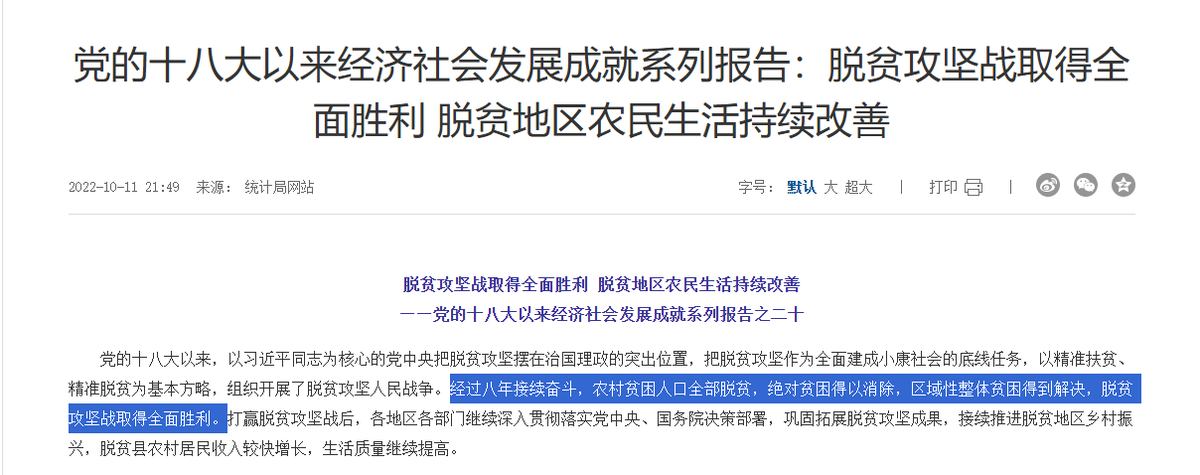 党的十八大以来经济社会发展成就系列报告：脱贫攻坚战取得全
面胜利 脱贫地区农民生活持续改善
2022-10-11 21:49 来源： 统计局网站 字号： 默认 大 超大 | 打印 |
脱贫攻坚战取得全面胜利 脱贫地区农民生活持续改善
——党的十八大以来经济社会发展成就系列报告之二十
党的十八大以来，以习近平同志为核心的党中央把脱贫攻坚摆在治国理政的突出位置，把脱贫攻坚作为全面建成小康社会的底线任务，以精准扶贫、
精准脱贫为基本方略，组织开展了脱贫攻坚人民战争。经过八年接续奋斗，农村贫困人口全部脱贫，绝对贫困得以消除，区域性整体贫困得到解决，脱贫
攻坚战取得全面胜利。打赢脱贫攻坚战后，各地区各部门继续深入贯彻落实党中央、国务院决策部署，巩固拓展脱贫攻坚成果，接续推进脱贫地区乡村振
兴，脱贫县农村居民收入较快增长，生活质量继续提高。